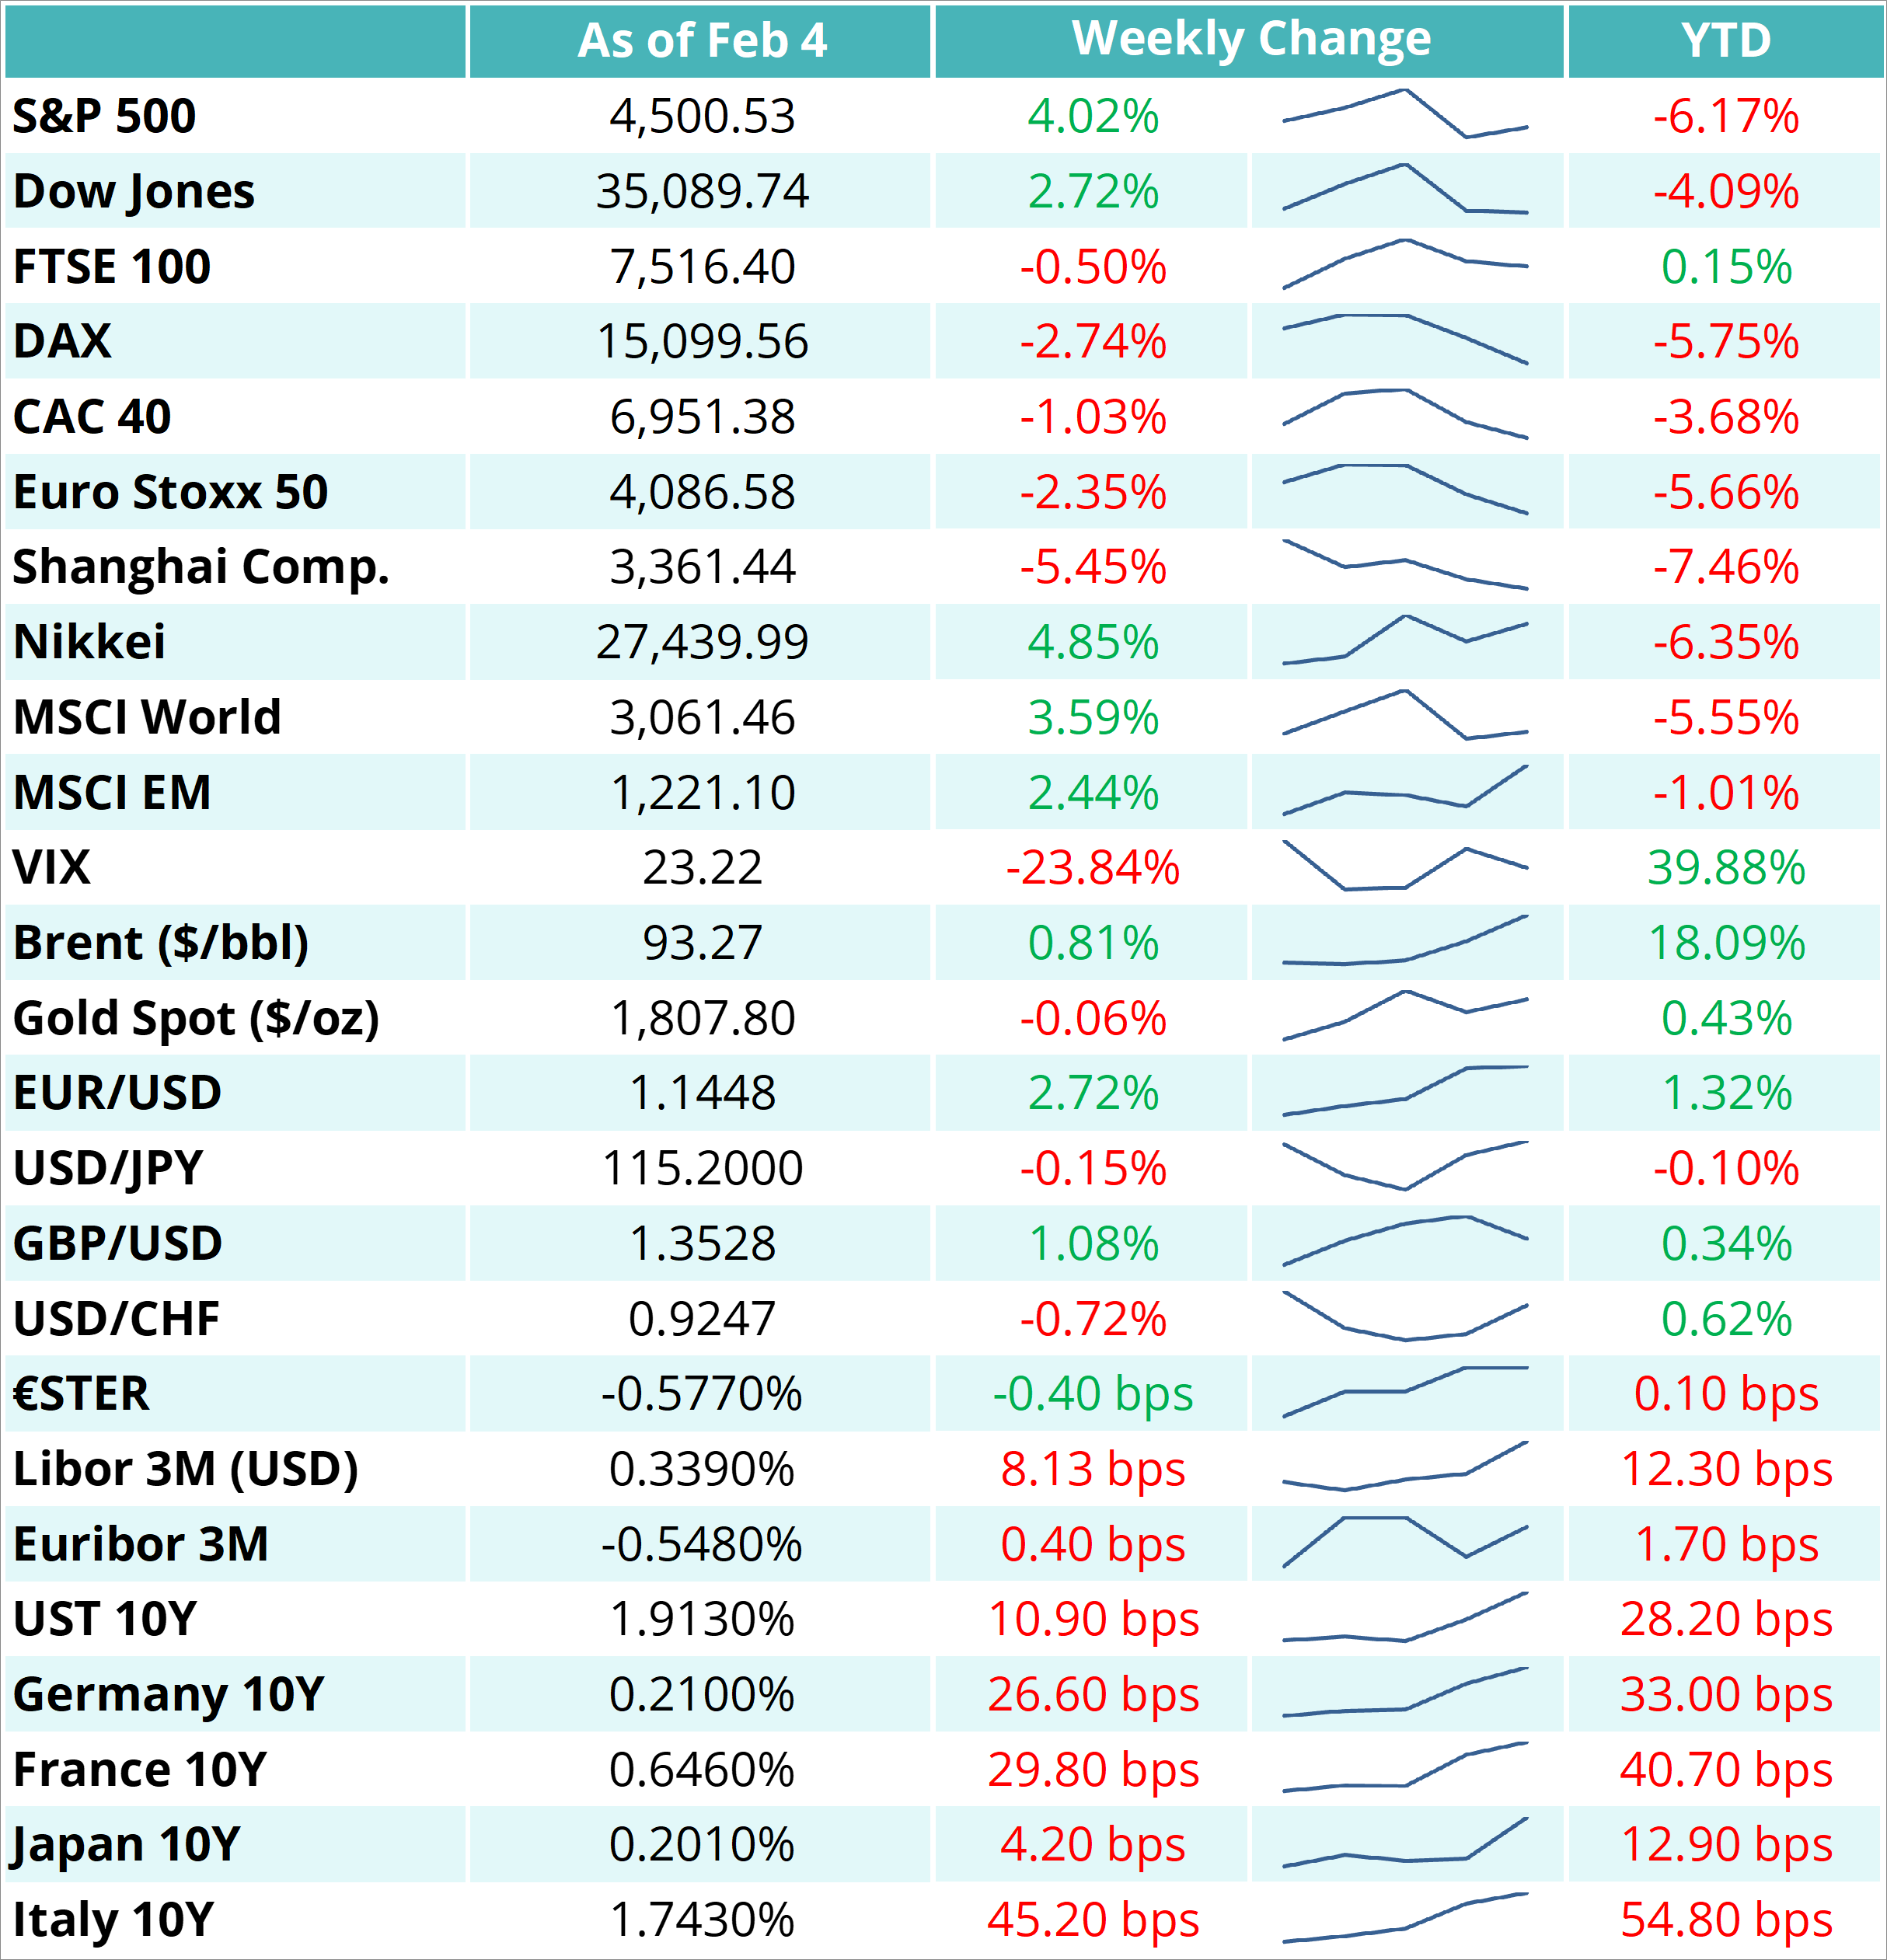 As of Feb 4 Weekly Change YTD
S&P 500 4,500.53 4.02% -6.17%
Dow Jones 35,089.74 2.72% -4.09%
FTSE 100 7,516.40 -0.50% 0.15%
DAX 15,099.56 -2.74% -5.75%
CAC 40 6,951.38 -1.03% -3.68%
Euro Stoxx 50 4,086.58 -2.35% -5.66%
Shanghai Comp. 3,361.44 -5.45% -7.46%
Nikkei 27,439.99 4.85% -6.35%
MSCI World 3,061.46 3.59% -5.55%
MSCI EM 1,221.10 2.44% -1.01%
VIX 23.22 -23.84% 39.88%
Brent ($/bbl) 93.27 0.81% 18.09%
Gold Spot ($/oz) 1,807.80 -0.06% 0.43%
EUR/USD 1.1448 2.72% 1.32%
USD/JPY 115.2000 -0.15% -0.10%
GBP/USD 1.3528 1.08% 0.34%
USD/CHF 0.9247 -0.72% 0.62%
€STER -0.5770% -0.40 bps 0.10 bps
Libor 3M (USD) 0.3390% 8.13 bps 12.30 bps
Euribor 3M -0.5480% 0.40 bps 1.70 bps
UST 10Y 1.9130% 10.90 bps 28.20 bps
Germany 10Y 0.2100% 26.60 bps 33.00 bps
France 10Y 0.6460% 29.80 bps 40.70 bps
Japan 10Y 0.2010% 4.20 bps 12.90 bps
Italy 10Y 1.7430% 45.20 bps 54.80 bps